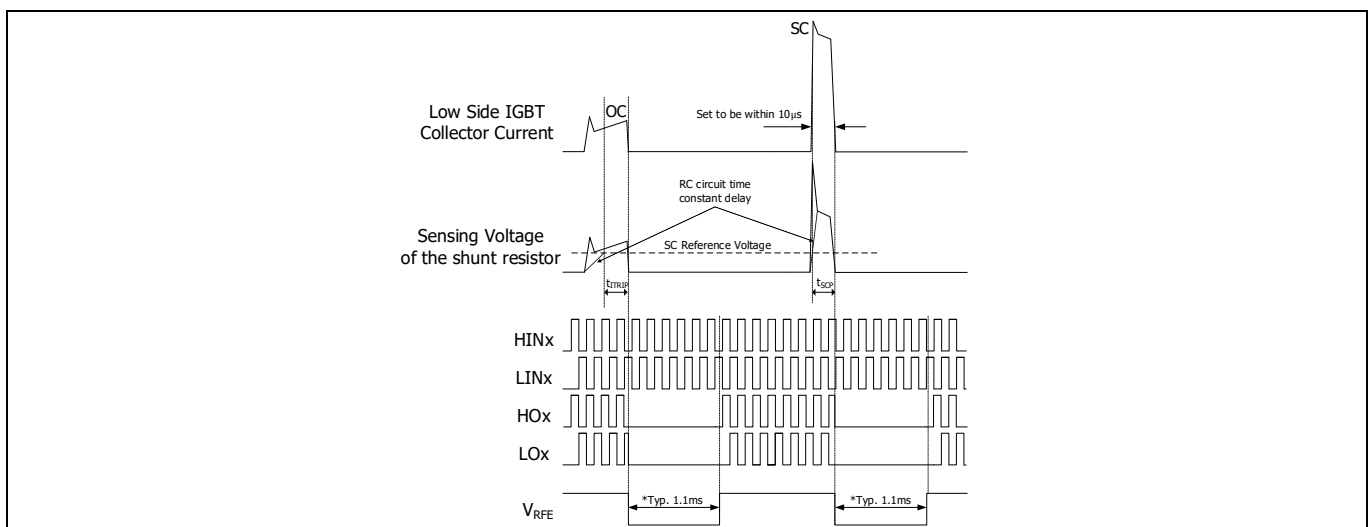 SC
OC
Low Side IGBT
Collector Current
Set to be within 10μs
RC circuit time
constant delay
Sensing Voltage
of the shunt resistor
SC Reference Voltage
tITRIP
tSCP
HINx
LINx
HOx
LOx
*Typ. 1.1ms
*Typ. 1.1ms
VRFE